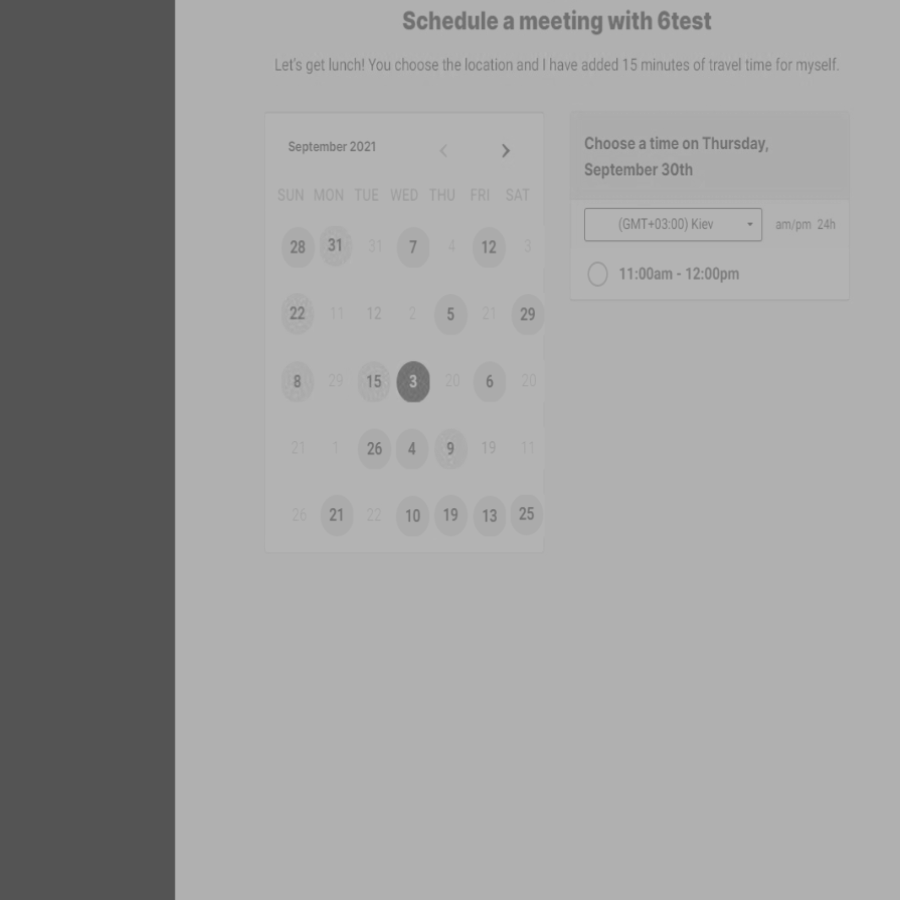 Schedule a meeting with 6test
Let's get lunch! You choose the location and I have added 15 minutes of travel time for myself.
September 2021
SUN MON TUE WED THU FRI SAT
28 31 31 7 4 12 3
22 11 12 2 5 21 29
8 29 15 3 20 6 20
21 1 26 4 9 19 11
26 21 22 10 19 13 25
Choose a time on Thursday,
September 30th
(GMT+03:00) Kiev am/pm 24h
11:00am - 12:00pm